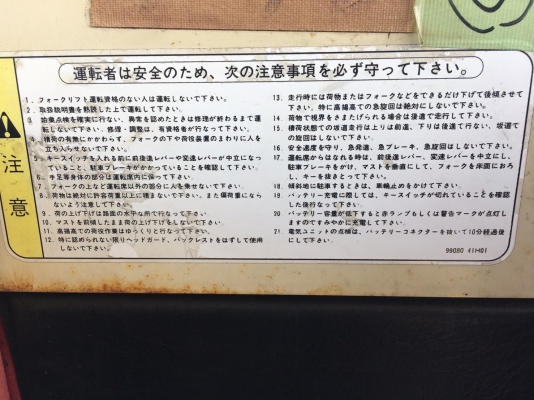 注意
運転者は安全のため、次の注意事項を必ず守って下さい。
1. フォークリフト運転資格のない人は運転しないで下さい。
2. 取扱説明書を熟読した上で運転して下さい。
3. 始業点検を確実に行ない、異常を認めたときは修理が終わるまで運
転しないで下さい。修理・調整は、有資格者が行なって下さい。
4. 積荷の有無にかかわらず、フォークの下や荷役装置のまわりに人を
立ち入らせないで下さい。
5. キースイッチを入れる前に前後進レバーや変速レバーが中立になっ
ていること、駐車ブレーキがかかっていることを確認して下さい。
6. 手足等身体の部分は運転席内に保って下さい。
7. フォークの上など運転席以外の部分に人を乗せないで下さい。
8. 荷物は絶対に許容荷重以上に積まないで下さい。また偏荷重になら
ないよう注意して下さい。
9. 荷の上げ下げは路面の水平な所で行なって下さい。
10. マストを前傾したまま荷の上げ下げをしないで下さい。
11. 高揚高での荷役作業はゆっくりと行なって下さい。
12. 特に認められない限りヘッドガード、バックレストをはずして使用
しないで下さい。
13. 走行時には荷物またはフォークなどをできるだけ下げて後傾させて
下さい。特に高揚高での急旋回は絶対にしないで下さい。
14. 荷物で視界をさまたげられる場合は後進で走行して下さい。
15. 積荷状態での坂道走行は上りは前進、下りは後進で行ない、坂道で
の旋回はしないで下さい。
16. 安全速度を守り、急発進、急ブレーキ、急旋回はしないで下さい。
17. 運転席からはなれる時は、前後進レバー、変速レバーを中立にし、
駐車ブレーキをかけ、マストを垂直にして、フォークを床面におろ
し、キーを抜きとって下さい。
18. 傾斜地に駐車するときは、車輪止めをかけて下さい。
19. バッテリー充電に際しては、キースイッチが切れていることを確認
した後行なって下さい。
20. バッテリー容量が低下すると赤ランプもしくは警告マークが点灯し
ますのですみやかに充電して下さい。
21. 電気ユニットの点検は、バッテリーコネクターを抜いて10分経過後
にして下さい。
99080 41H01